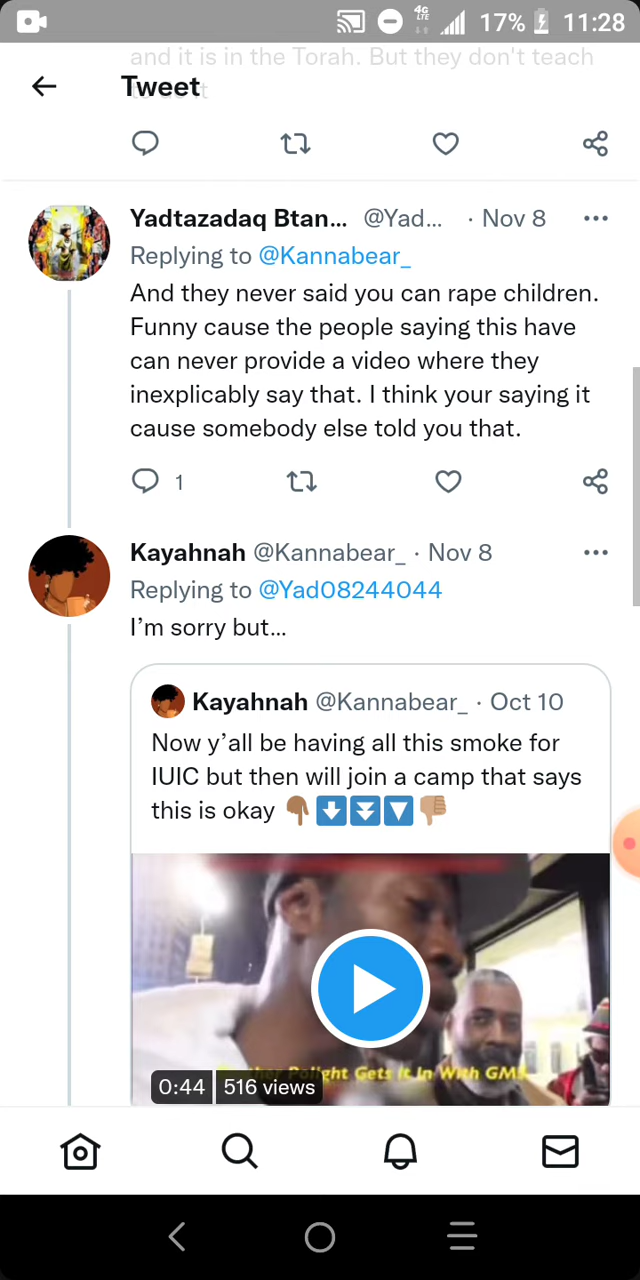 4G
LTE
17%
11:28
and it is in the Torah. But they don't teach
Tweet
Yadtazadaq Btan... @Yad... · Nov 8
Replying to @Kannabear_
And they never said you can rape children.
Funny cause the people saying this have
can never provide a video where they
inexplicably say that. I think your saying it
cause somebody else told you that.
1
Kayahnah @Kannabear_ · Nov 8
Replying to @Yad08244044
I'm sorry but...
Kayahnah @Kannabear_ · Oct 10
Now y'all be having all this smoke for
IUIC but then will join a camp that says
this is okay
Polight Gets It In With GMS
0:44
516 views